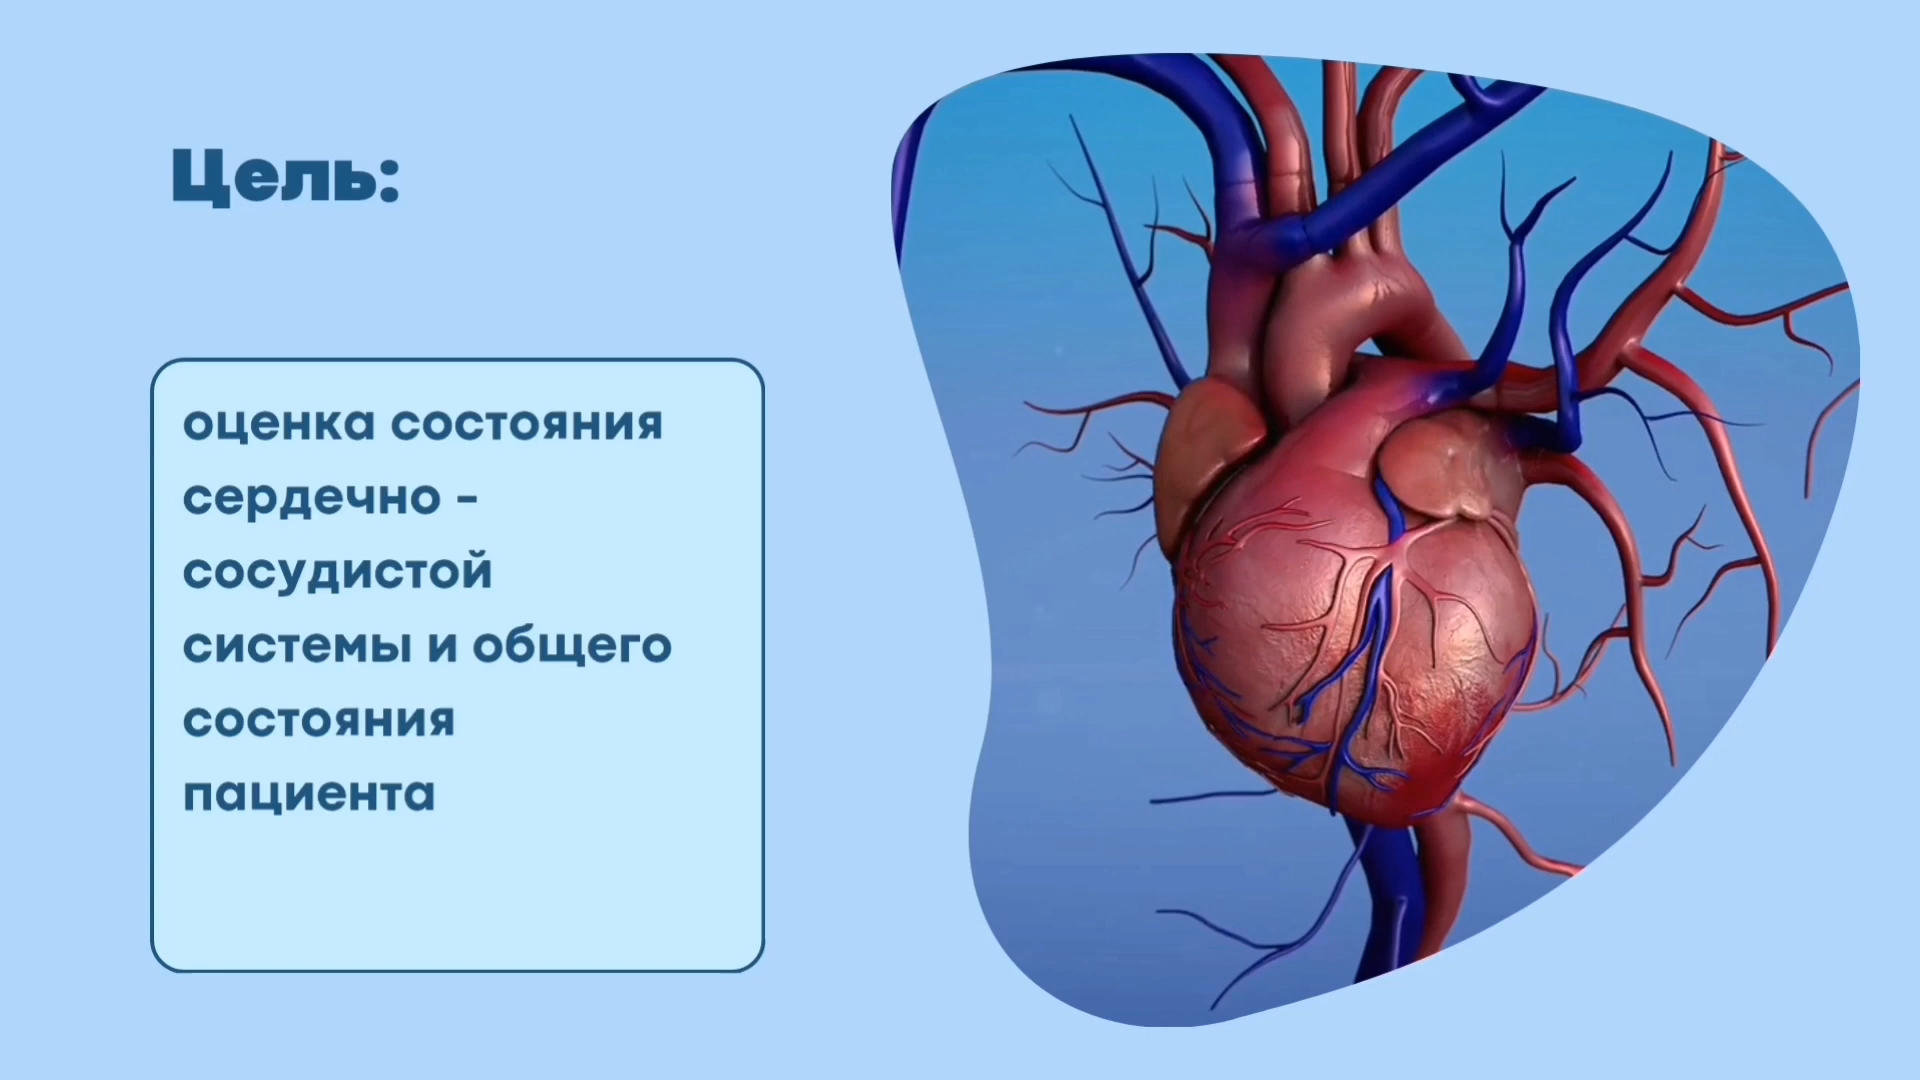 Цель:
оценка состояния
сердечно -
сосудистой
системы и общего
состояния
пациента